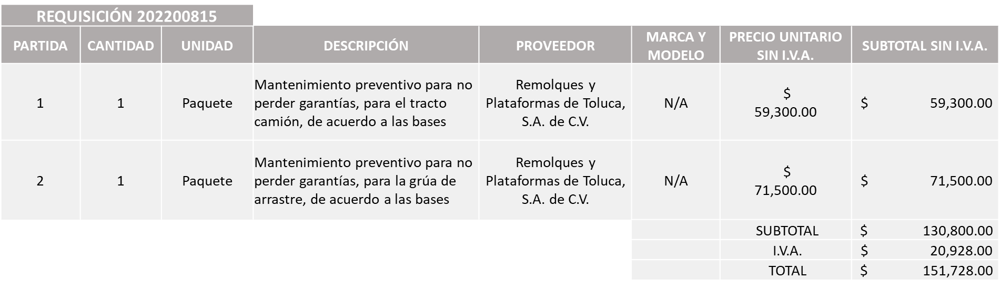 REQUISICIÓN 202200815
PARTIDA CANTIDAD UNIDAD DESCRIPCIÓN PROVEEDOR MARCA Y MODELO PRECIO UNITARIO SIN I.V.A. SUBTOTAL SIN I.V.A.
1
1
Paquete
Mantenimiento preventivo para no
perder garantías, para el tracto
camión, de acuerdo a las bases
Remolques y
Plataformas de Toluca,
S.A. de C.V.
N/A
$
59,300.00
$ 59,300.00
2
1
Paquete
Mantenimiento preventivo para no
perder garantías, para la grúa de
arrastre, de acuerdo a las bases
Remolques y
Plataformas de Toluca,
S.A. de C.V.
N/A
$
71,500.00
$ 71,500.00
SUBTOTAL $ 130,800.00
I.V.A. $ 20,928.00
TOTAL $ 151,728.00